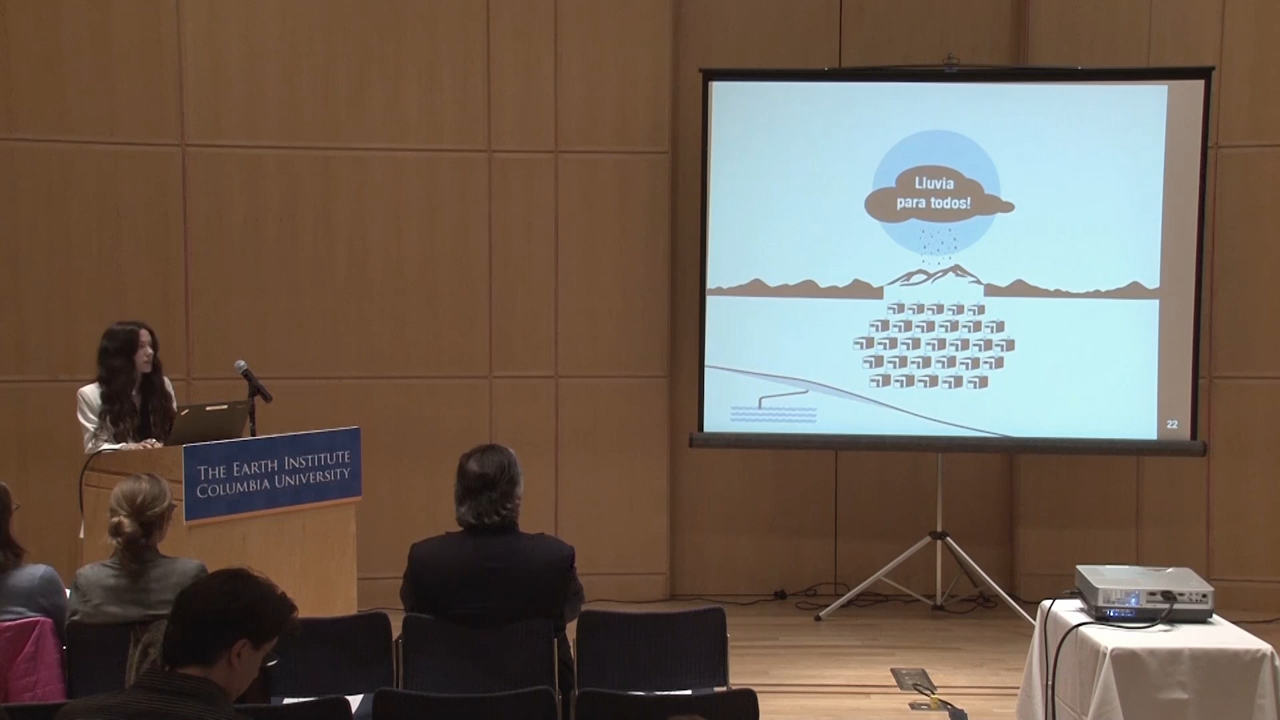 Lluvia
para todos!
22
THE EARTH INSTITUTE
COLUMBIA UNIVERSITY